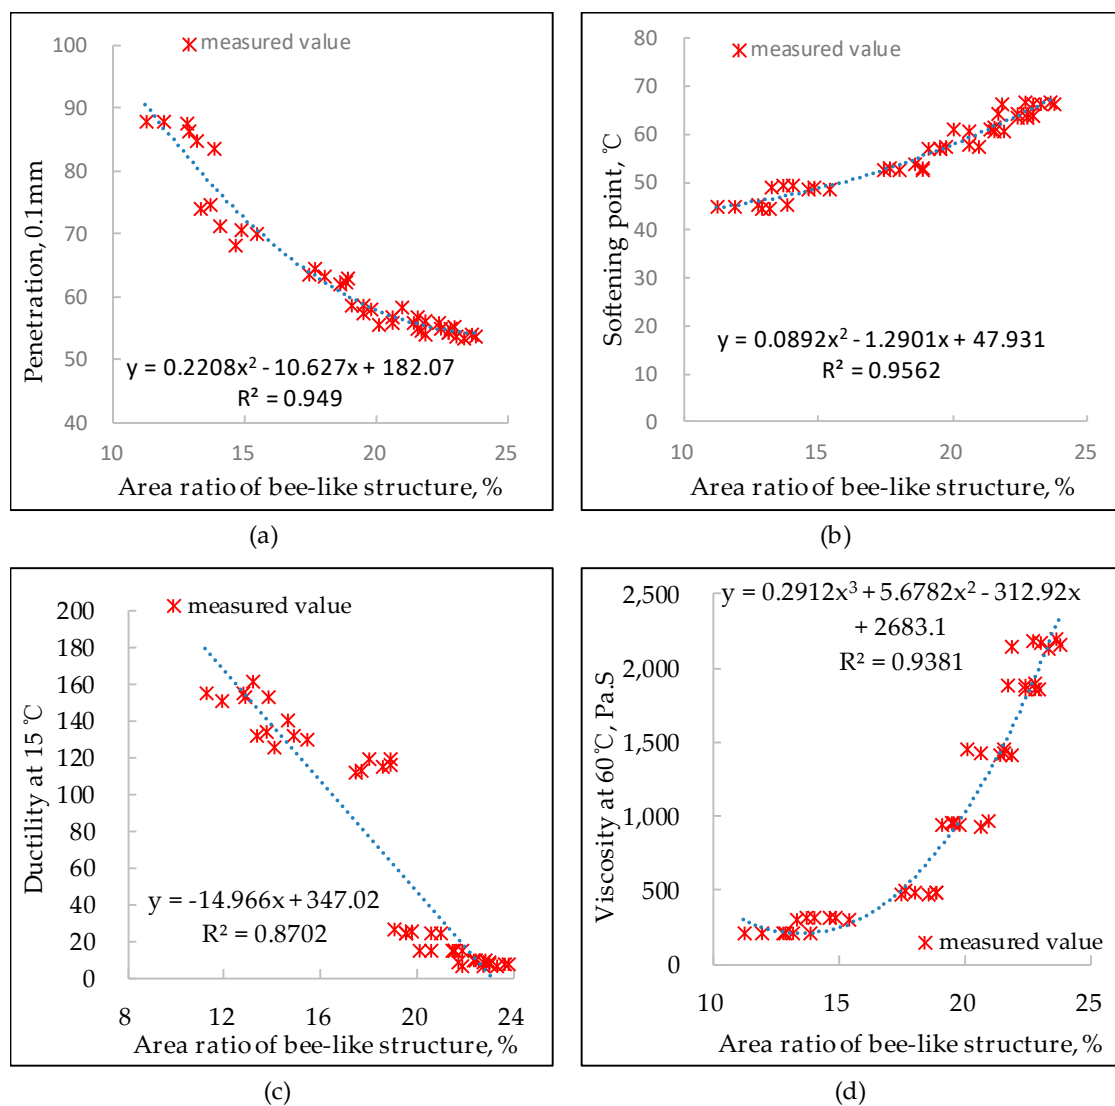 measured value
100
90
80
70
60
50
40
Penetration, 0.1mm
y = 0.2208x² - 10.627x + 182.07
R² = 0.949
10 15 20 25
Area ratio of bee-like structure, %
(a)
measured value
80
70
60
50
40
30
20
10
0
Softening point, ℃
y = 0.0892x² - 1.2901x + 47.931
R² = 0.9562
10 15 20 25
Area ratio of bee-like structure, %
(b)
measured value
200
180
160
140
120
100
80
60
40
20
0
Ductility at 15℃
y = -14.966x + 347.02
R² = 0.8702
8 12 16 20 24
Area ratio of bee-like structure, %
(c)
y = 0.2912x³ + 5.6782x² - 312.92x
+ 2683.1
R² = 0.9381
2,500
2,000
1,500
1,000
500
0
Viscosity at 60℃, Pa.S
measured value
10 15 20 25
Area ratio of bee-like structure, %
(d)